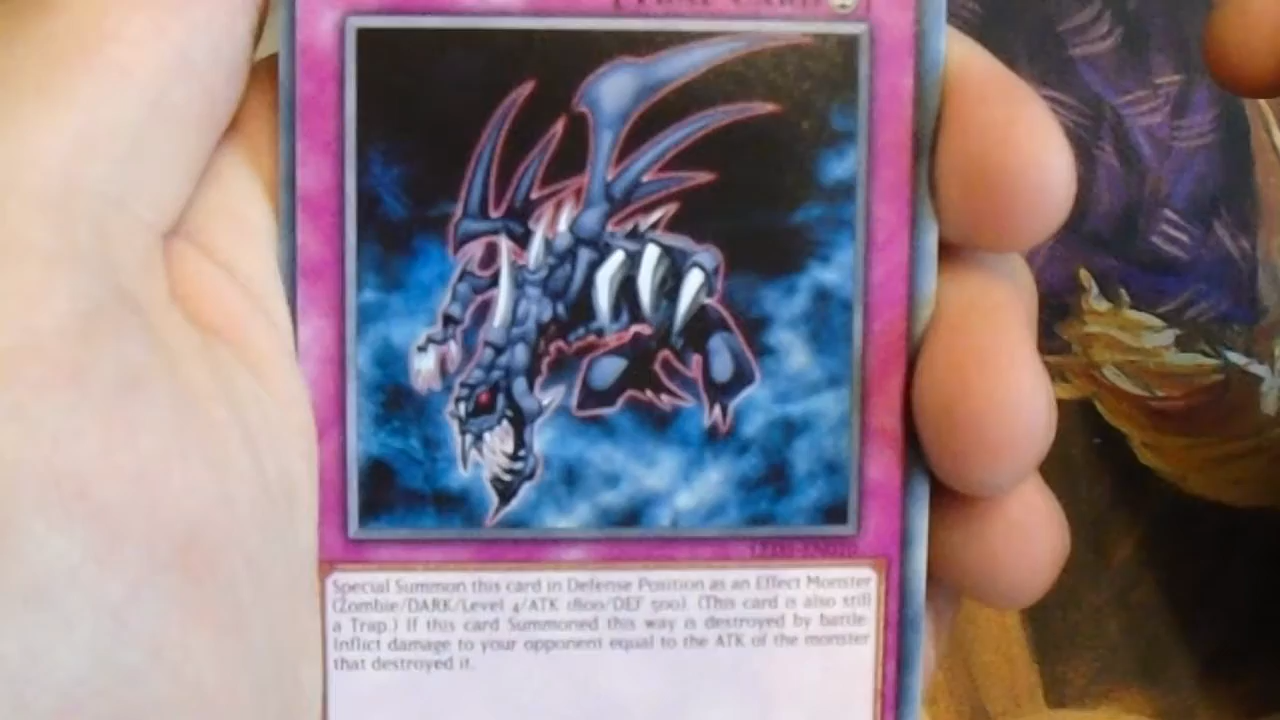 Special Summon this card in Defense Position as an Effect Monster
(Zombie/DARK/Level 4/ATK 1800/DEF 500). (This card is also still
a Trap.) If this card Summoned this way is destroyed by battle:
Inflict damage to your opponent equal to the ATK of the monster
that destroyed it.